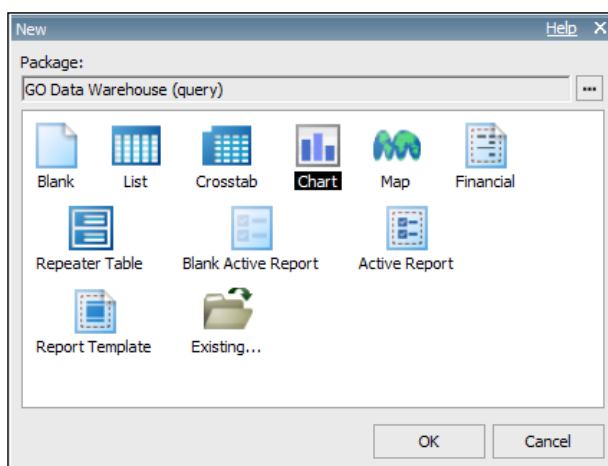 New Help X
Package:
GO Data Warehouse (query) ...
Blank List Crosstab Chart Map Financial
Repeater Table Blank Active Report Active Report
Report Template Existing...
OK Cancel